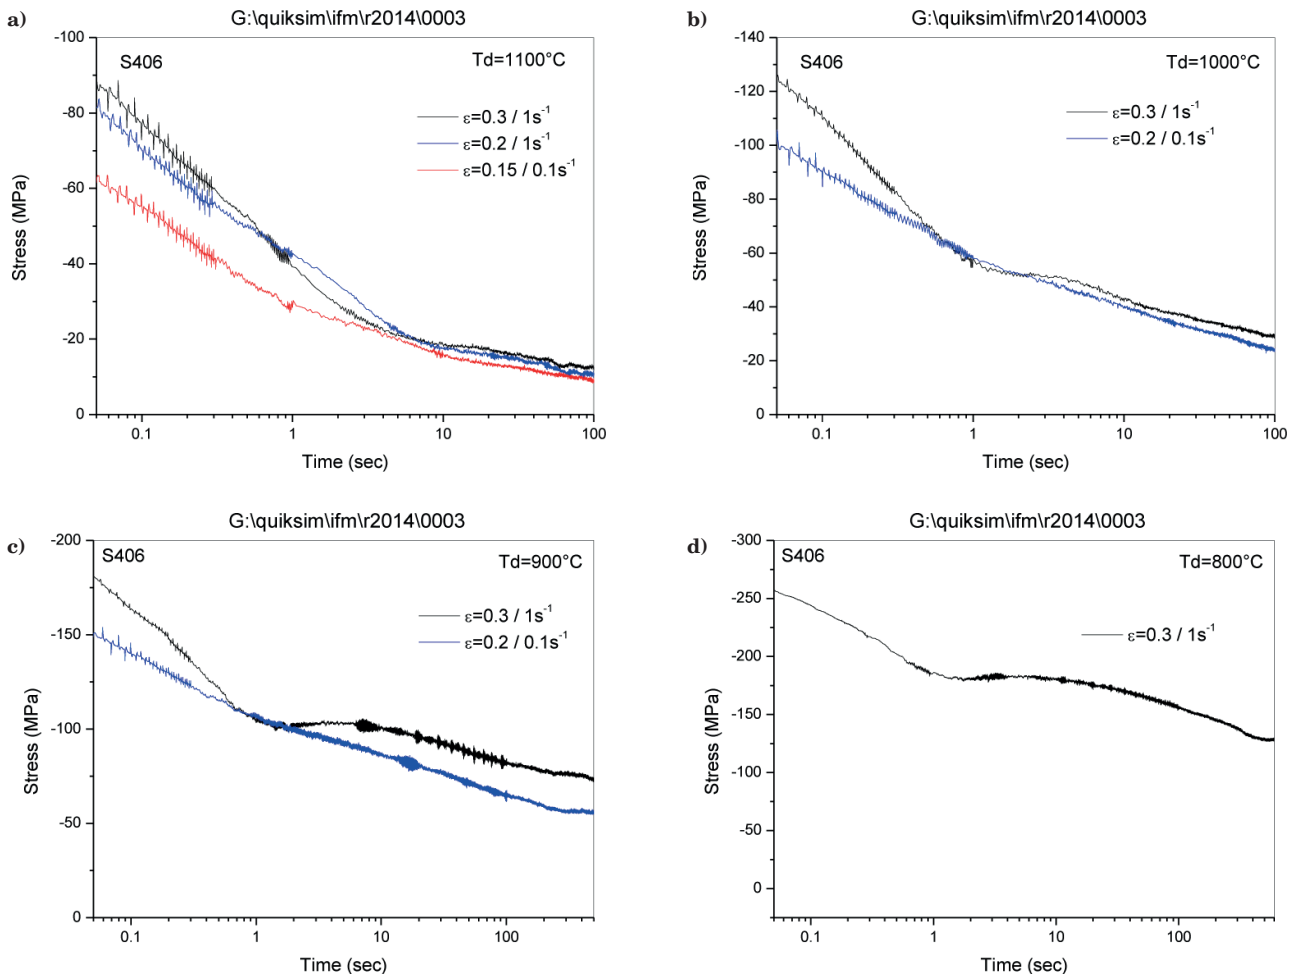 a)
G:\quiksim\ifm\r2014\0003
S406
Td=1100°C
ε=0.3 / 1s⁻¹
ε=0.2 / 1s⁻¹
ε=0.15 / 0.1s⁻¹
-100
-80
-60
-40
-20
0
Stress (MPa)
0.1 1 10 100
Time (sec)
b)
G:\quiksim\ifm\r2014\0003
S406
Td=1000°C
ε=0.3 / 1s⁻¹
ε=0.2 / 0.1s⁻¹
-140
-120
-100
-80
-60
-40
-20
0
Stress (MPa)
0.1 1 10 100
Time (sec)
c)
G:\quiksim\ifm\r2014\0003
S406
Td=900°C
ε=0.3 / 1s⁻¹
ε=0.2 / 0.1s⁻¹
-200
-150
-100
-50
0
Stress (MPa)
0.1 1 10 100
Time (sec)
d)
G:\quiksim\ifm\r2014\0003
S406
Td=800°C
ε=0.3 / 1s⁻¹
-300
-250
-200
-150
-100
-50
0
Stress (MPa)
0.1 1 10 100
Time (sec)